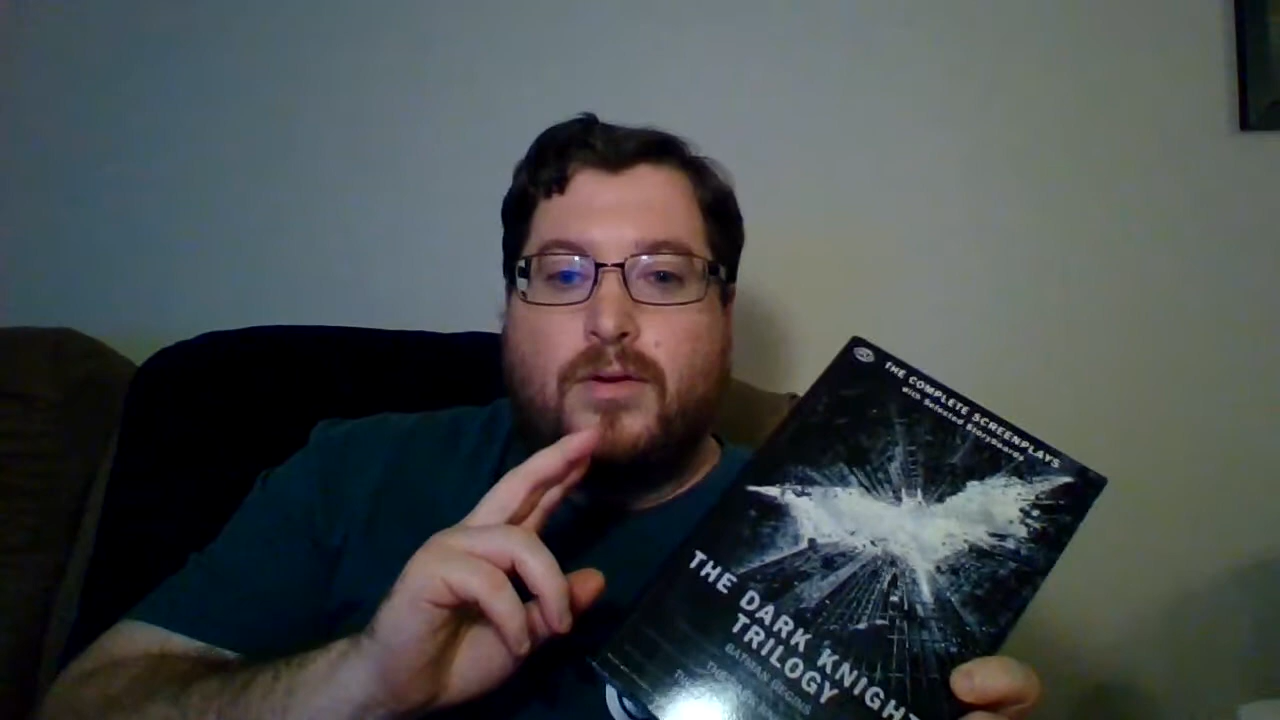 THE COMPLETE SCREENPLAYS
with Selected Storyboards
THE DARK KNIGHT
TRILOGY
BATMAN BEGINS